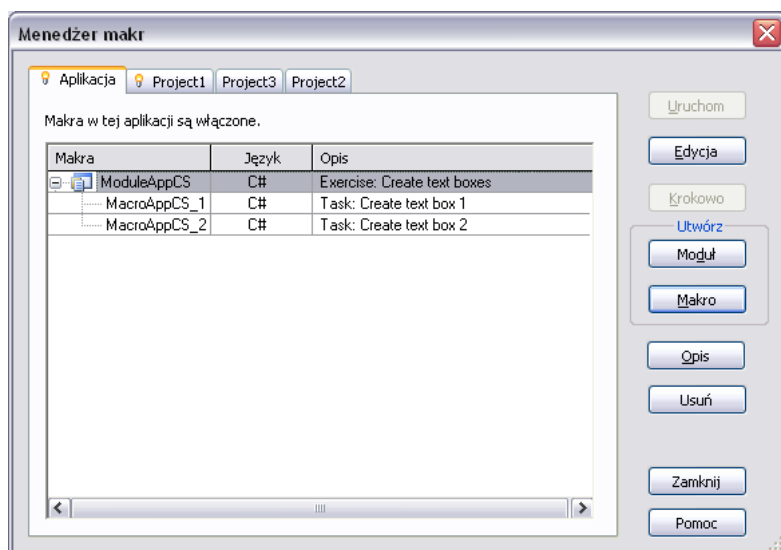 Menedżer makr
Aplikacja Project1 Project3 Project2
Makra w tej aplikacji są włączone.
Makra Język Opis
ModuleAppCS C# Exercise: Create text boxes
MacroAppCS_1 C# Task: Create text box 1
MacroAppCS_2 C# Task: Create text box 2
Uruchom
Edycja
Krokowo
Utwórz
Moduł
Makro
Opis
Usuń
Zamknij
Pomoc